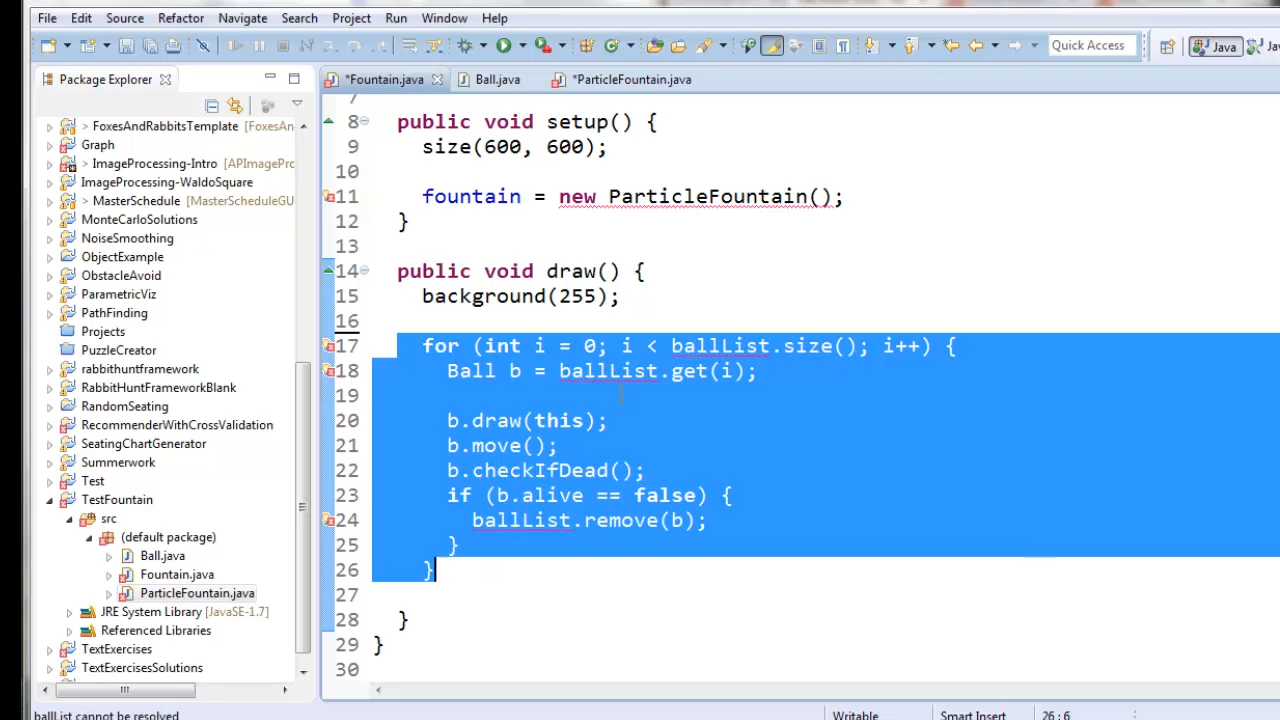 File Edit Source Refactor Navigate Search Project Run Window Help
Quick Access
Java
Package Explorer
*Fountain.java
Ball.java
*ParticleFountain.java
> FoxesAndRabbitsTemplate [FoxesAn
Graph
> ImageProcessing-Intro [APImagePro
ImageProcessing-WaldoSquare
> MasterSchedule [MasterScheduleGU
MonteCarloSolutions
NoiseSmoothing
ObjectExample
ObstacleAvoid
ParametricViz
PathFinding
Projects
PuzzleCreator
rabbithuntframework
RabbitHuntFrameworkBlank
RandomSeating
RecommenderWithCrossValidation
SeatingChartGenerator
Summerwork
Test
TestFountain
src
(default package)
Ball.java
Fountain.java
ParticleFountain.java
JRE System Library [JavaSE-1.7]
Referenced Libraries
TextExercises
TextExercisesSolutions
7
8 public void setup() {
9 size(600, 600);
10
11 fountain = new ParticleFountain();
12 }
13
14 public void draw() {
15 background(255);
16
17 for (int i = 0; i < ballList.size(); i++) {
18 Ball b = ballList.get(i);
19
20 b.draw(this);
21 b.move();
22 b.checkIfDead();
23 if (b.alive == false) {
24 ballList.remove(b);
25 }
26 }
27
28 }
29 }
30
ballList cannot be resolved
Writable
Smart Insert
26 : 6